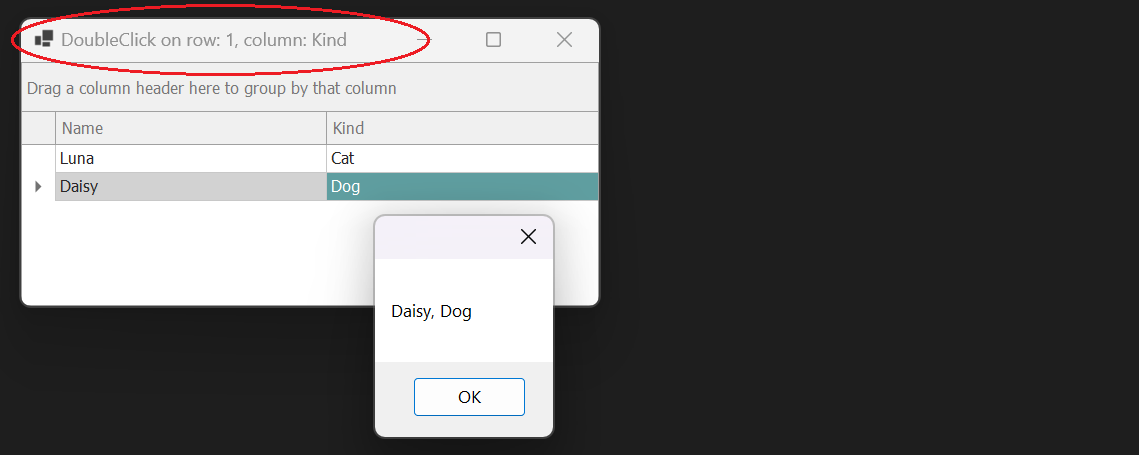 DoubleClick on row: 1, column: Kind
Drag a column header here to group by that column
Name Kind
Luna Cat
Daisy Dog
Daisy, Dog
OK